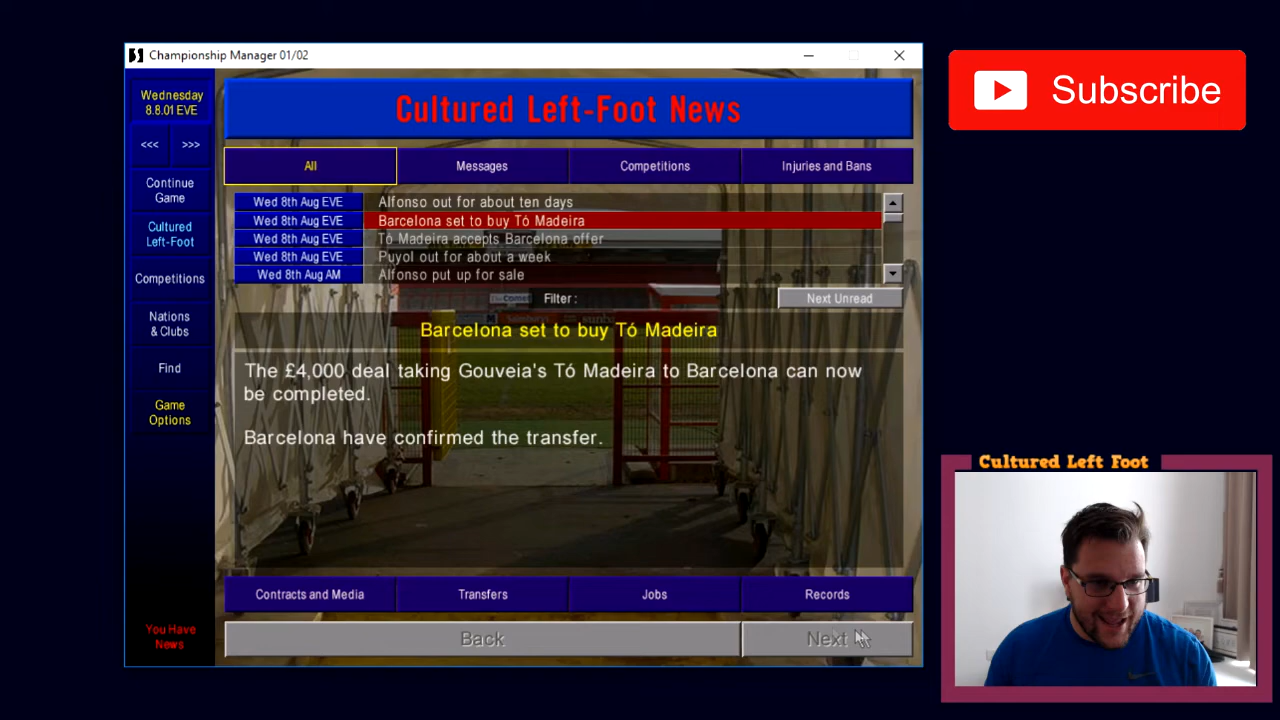 Championship Manager 01/02
Subscribe
Wednesday
8.8.01 EVE
<<< >>>
Continue
Game
Cultured
Left-Foot
Competitions
Nations
& Clubs
Find
Game
Options
You Have
News
Cultured Left-Foot News
All Messages Competitions Injuries and Bans
Wed 8th Aug EVE Alfonso out for about ten days
Wed 8th Aug EVE Barcelona set to buy Tó Madeira
Wed 8th Aug EVE Tó Madeira accepts Barcelona offer
Wed 8th Aug EVE Puyol out for about a week
Wed 8th Aug AM Alfonso put up for sale
Filter : Next Unread
Barcelona set to buy Tó Madeira
The £4,000 deal taking Gouveia's Tó Madeira to Barcelona can now
be completed.
Barcelona have confirmed the transfer.
Contracts and Media Transfers Jobs Records
Back Next
Cultured Left Foot